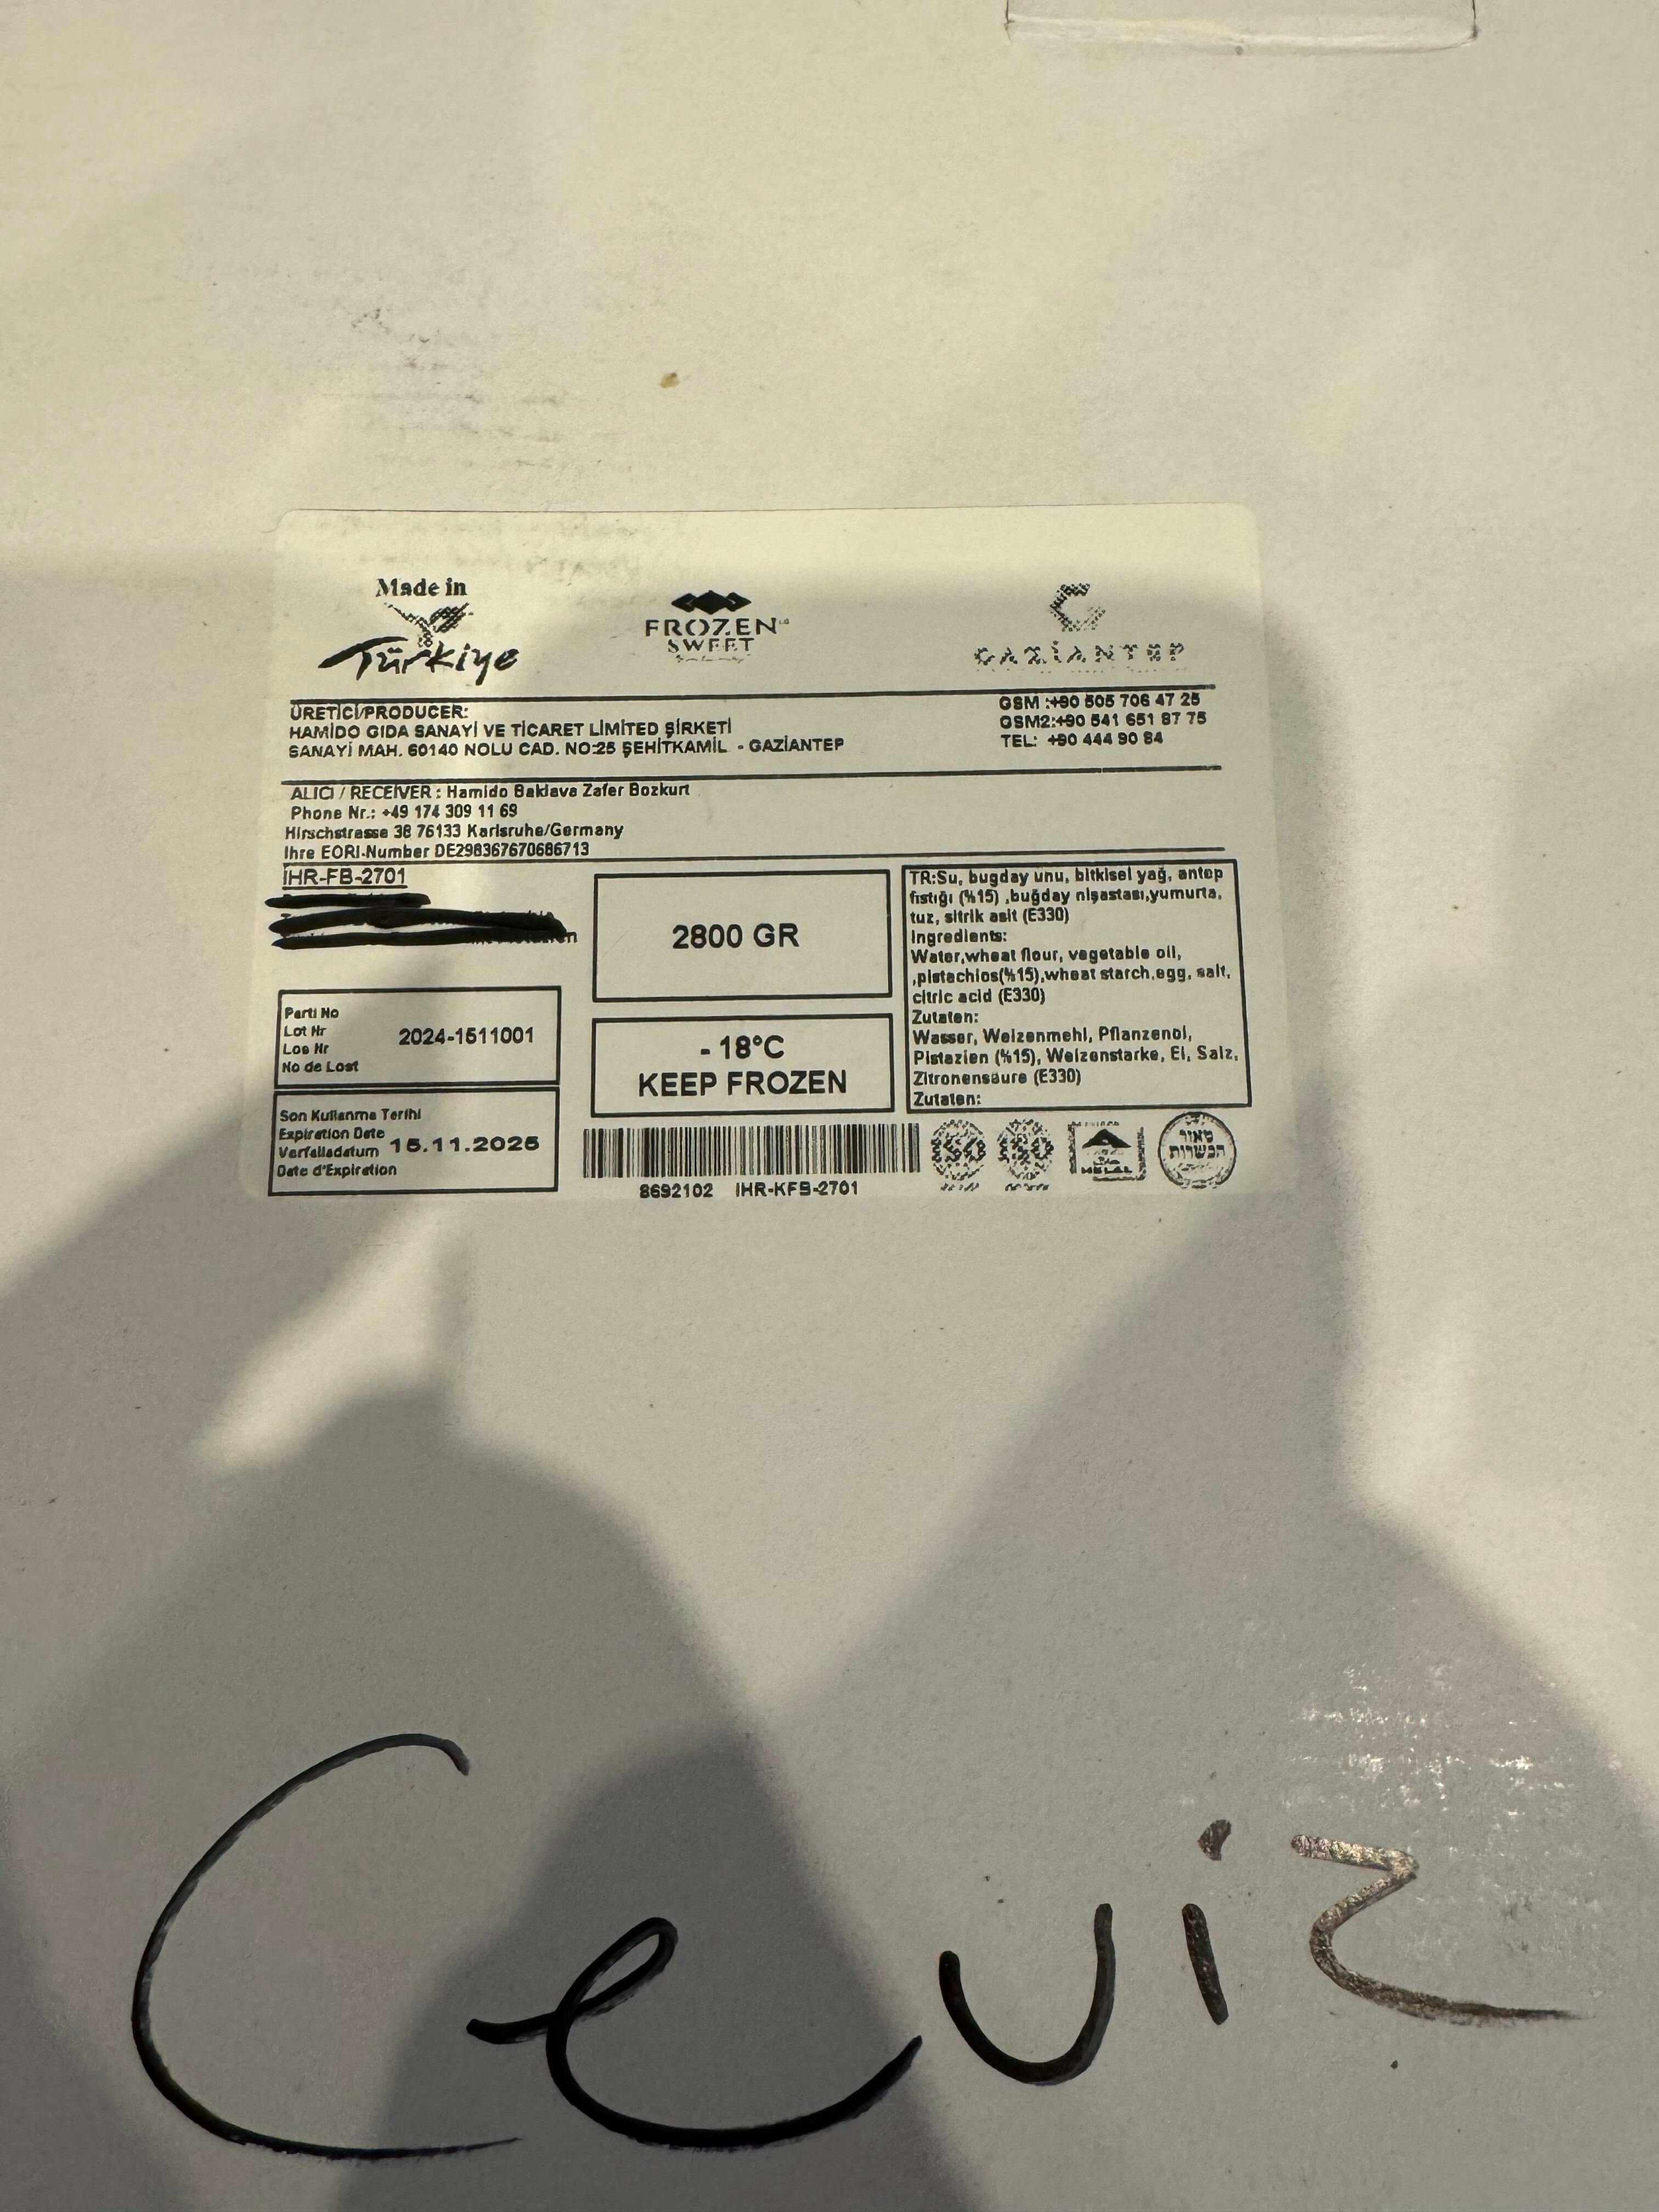 Made in
Türkiye
FROZEN
SWEET
GAZİANTEP
ÜRETİCİ/PRODUCER:
HAMİDO GIDA SANAYİ VE TİCARET LİMİTED ŞİRKETİ
SANAYİ MAH. 60140 NOLU CAD. NO:25 ŞEHİTKAMİL - GAZİANTEP
GSM :+90 505 706 47 25
GSM2:+90 541 651 87 75
TEL: +90 444 90 84
ALICI / RECEIVER : Hamido Baklava Zafer Bozkurt
Phone Nr.: +49 174 309 11 69
Hirschstrasse 38 76133 Karlsruhe/Germany
Ihre EORI-Number DE298367670686713
İHR-FB-2701
2800 GR
- 18°C
KEEP FROZEN
TR:Su, bugday unu, bitkisel yağ, antep
fıstığı (%15) ,buğday nişastası,yumurta,
tuz, sitrik asit (E330)
Ingredients:
Water,wheat flour, vegetable oil,
,pistachios(%15),wheat starch,egg, salt,
citric acid (E330)
Zutaten:
Wasser, Weizenmehl, Pflanzenöl,
Pistazien (%15), Weizenstarke, Ei, Salz,
Zitronensäure (E330)
Zutaten:
Parti No
Lot Nr
Los Nr
No de Lost
2024-1511001
Son Kullanma Terihi
Expiration Date
Verfallsdatum
Date d'Expiration
15.11.2025
8692102 IHR-KFB-2701
HELAL
טאור
הכשרות
Ceviz